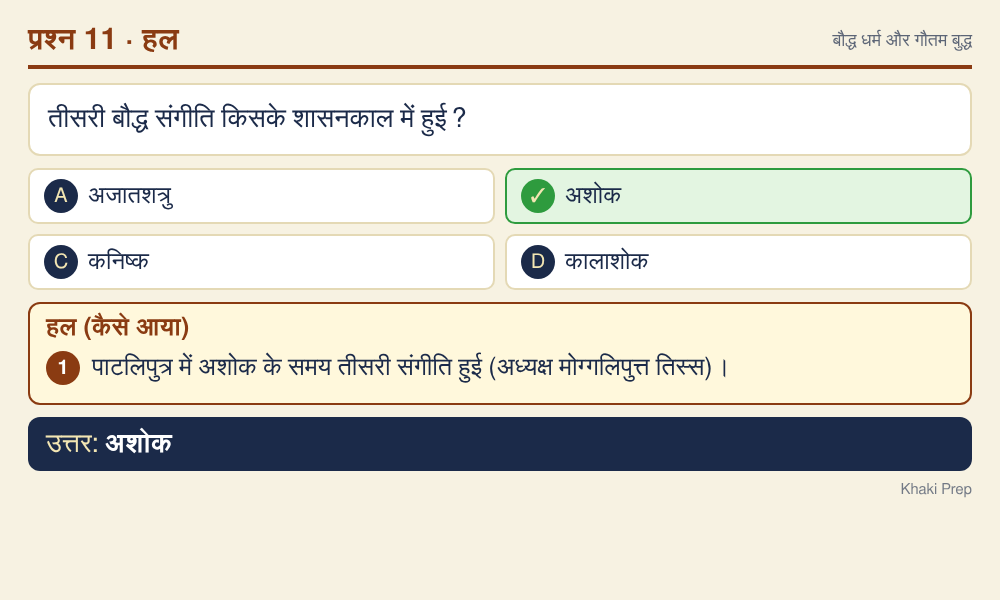 प्रश्न 11 · हल
बौद्ध धर्म और गौतम बुद्ध
तीसरी बौद्ध संगीति किसके शासनकाल में हुई ?
A अजातशत्रु
✓ अशोक
C कनिष्क
D कालाशोक
हल (कैसे आया)
1 पाटलिपुत्र में अशोक के समय तीसरी संगीति हुई (अध्यक्ष मोग्गलिपुत्त तिस्स) ।
उत्तर: अशोक
Khaki Prep